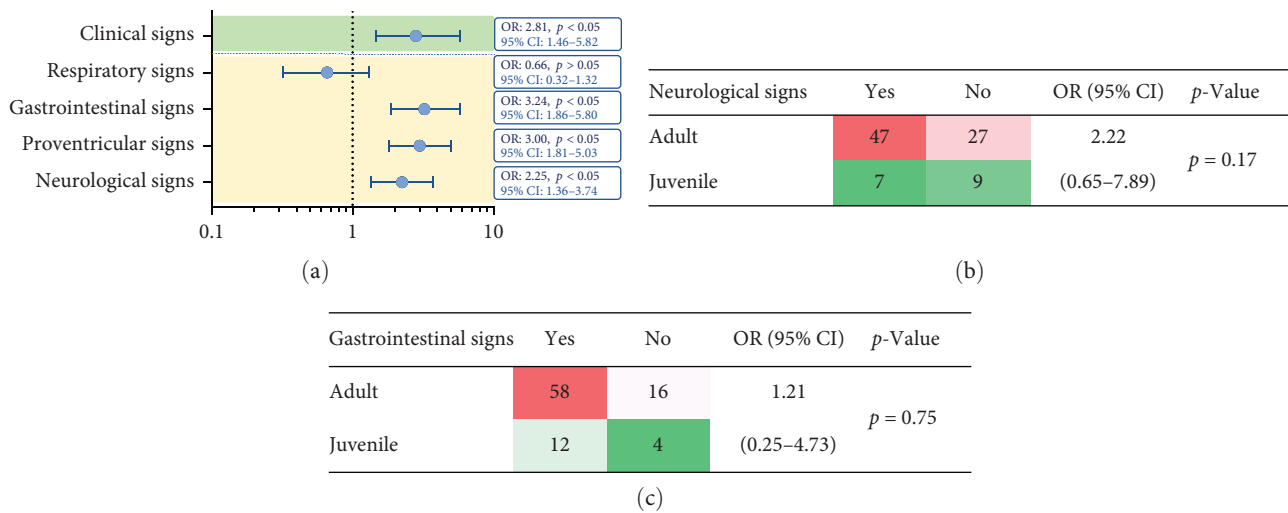 Clinical signs
OR: 2.81, p < 0.05
95% CI: 1.46–5.82
Respiratory signs
OR: 0.66, p > 0.05
95% CI: 0.32–1.32
Gastrointestinal signs
OR: 3.24, p < 0.05
95% CI: 1.86–5.80
Proventricular signs
OR: 3.00, p < 0.05
95% CI: 1.81–5.03
Neurological signs
OR: 2.25, p < 0.05
95% CI: 1.36–3.74
0.1 1 10
(a)
Neurological signs Yes No OR (95% CI) p-Value
Adult 47 27 2.22
p = 0.17
Juvenile 7 9 (0.65–7.89)
(b)
Gastrointestinal signs Yes No OR (95% CI) p-Value
Adult 58 16 1.21
p = 0.75
Juvenile 12 4 (0.25–4.73)
(c)